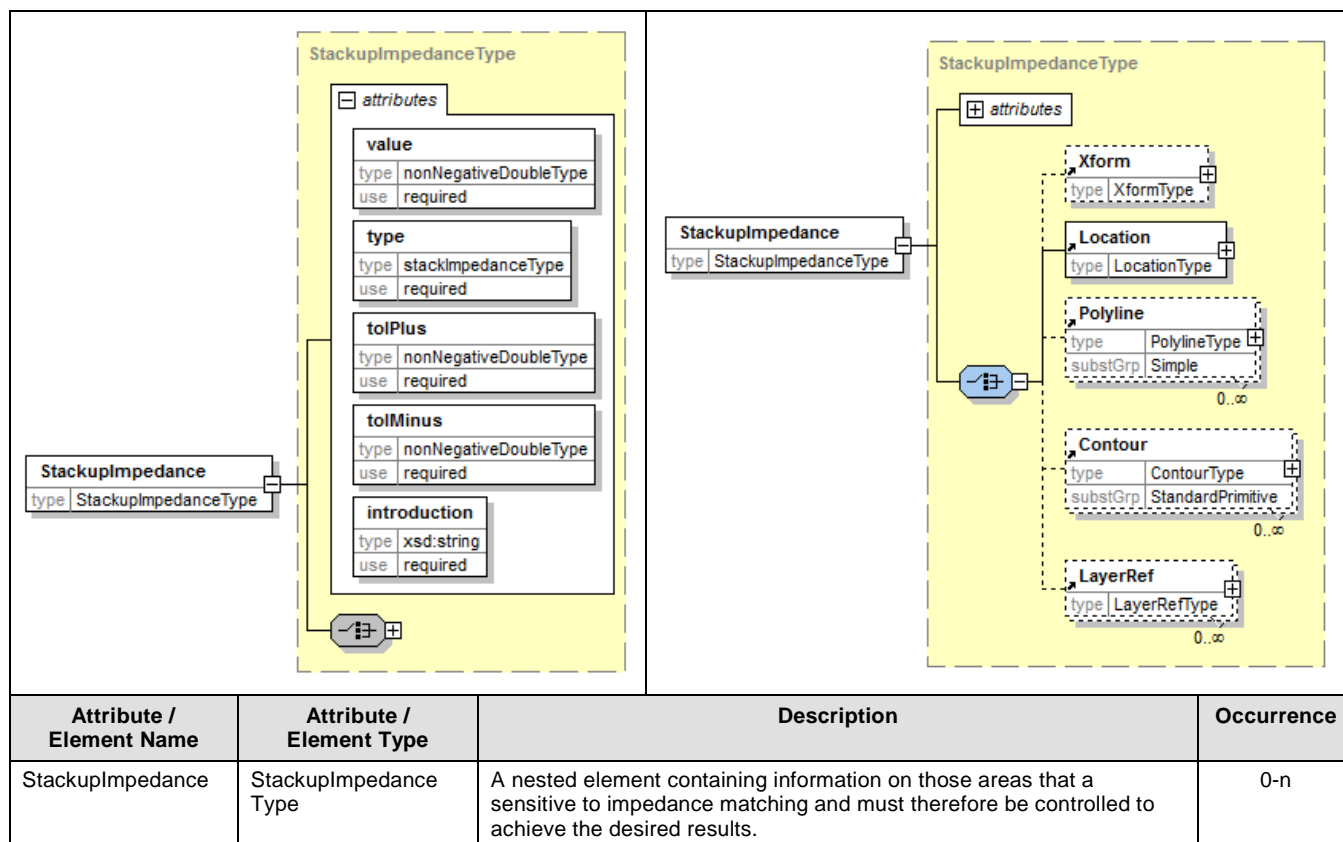 StackupImpedanceType
attributes
value
type nonNegativeDoubleType
use required
type
type stackImpedanceType
use required
tolPlus
type nonNegativeDoubleType
use required
tolMinus
type nonNegativeDoubleType
use required
StackupImpedance
type StackupImpedanceType
introduction
type xsd:string
use required
StackupImpedanceType
attributes
Xform
type XformType
StackupImpedance
type StackupImpedanceType
Location
type LocationType
Polyline
type PolylineType
substGrp Simple
0..∞
Contour
type ContourType
substGrp StandardPrimitive
0..∞
LayerRef
type LayerRefType
0..∞
Attribute /
Element Name
Attribute /
Element Type
Description
Occurrence
StackupImpedance
StackupImpedance
Type
A nested element containing information on those areas that a
sensitive to impedance matching and must therefore be controlled to
achieve the desired results.
0-n